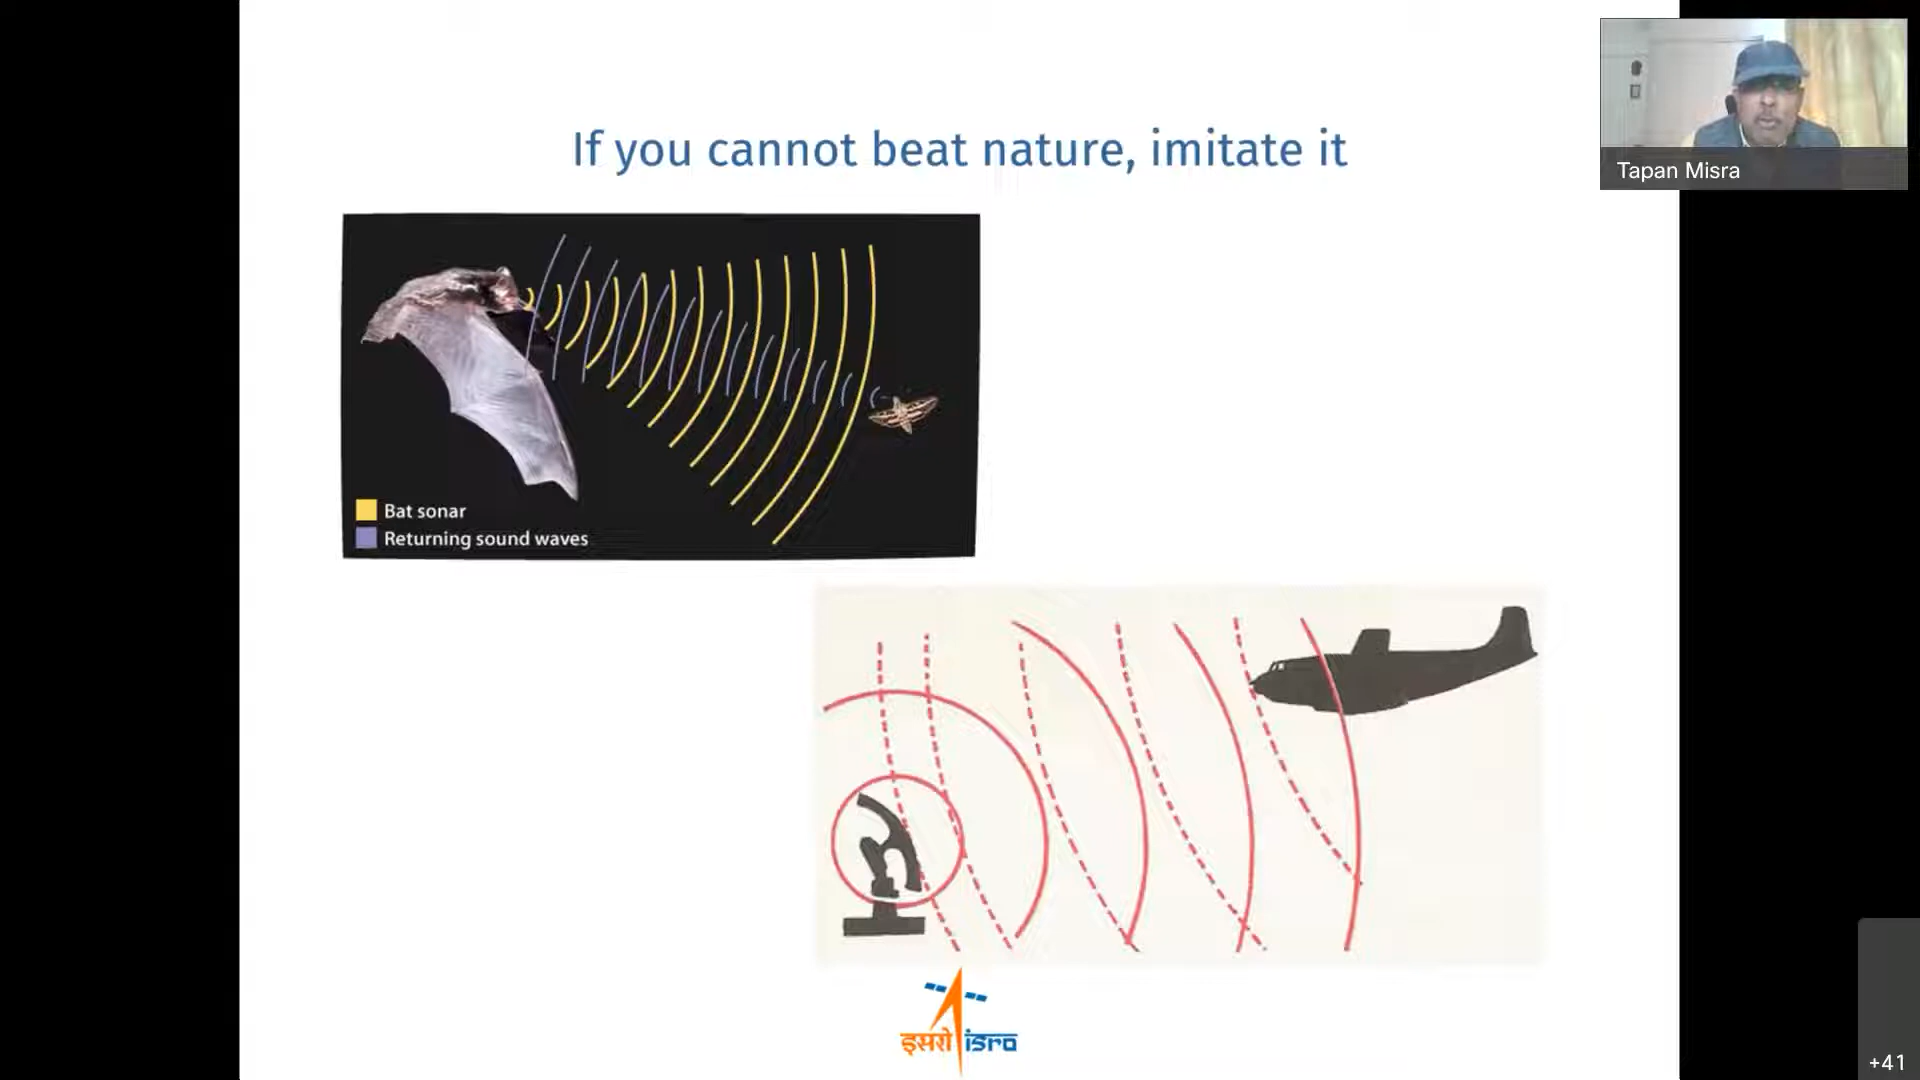 If you cannot beat nature, imitate it
Tapan Misra
Bat sonar
Returning sound waves
इसरो isro
+41